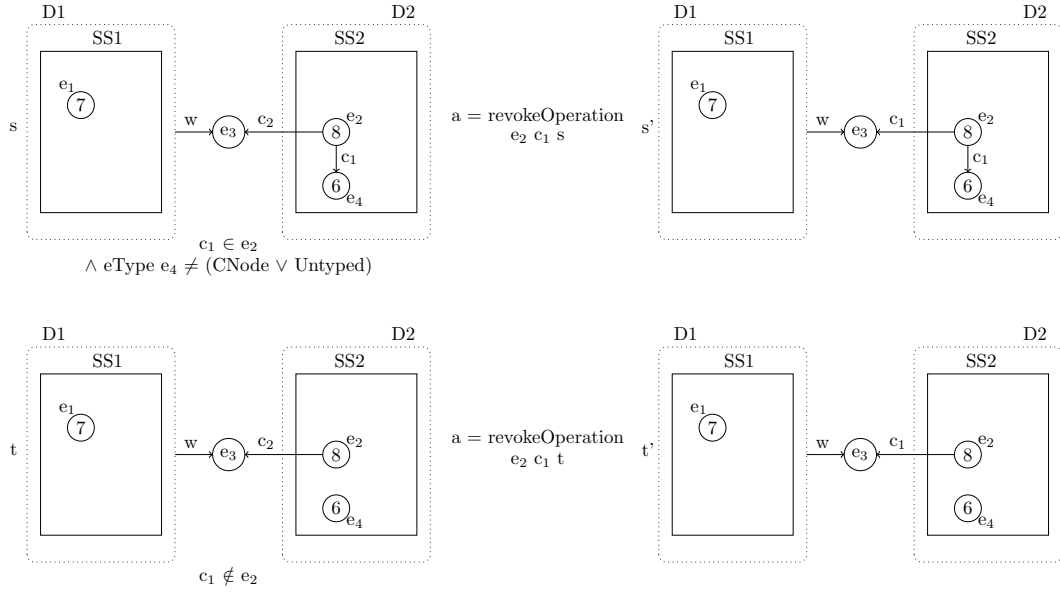 D1
D2
SS1
SS2
e1
7
s
w
e3
c2
8
e2
c1
6
e4
c1 ∈ e2
∧ eType e4 ≠ (CNode ∨ Untyped)
a = revokeOperation
e2 c1 s
D1
D2
SS1
SS2
e1
7
s'
w
e3
c1
8
e2
c1
6
e4
D1
D2
SS1
SS2
e1
7
t
w
e3
c2
8
e2
6
e4
c1 ∉ e2
a = revokeOperation
e2 c1 t
D1
D2
SS1
SS2
e1
7
t'
w
e3
c1
8
e2
6
e4